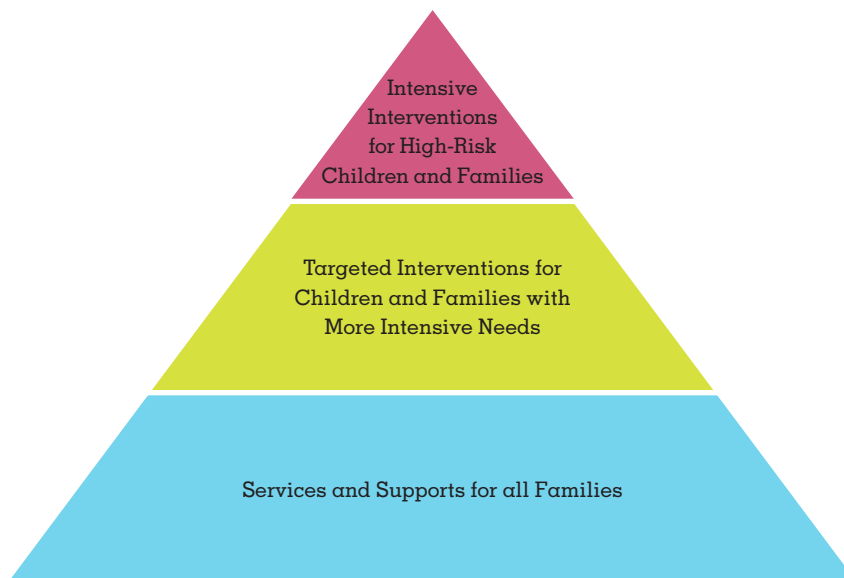 Intensive
Interventions
for High-Risk
Children and Families
Targeted Interventions for
Children and Families with
More Intensive Needs
Services and Supports for all Families